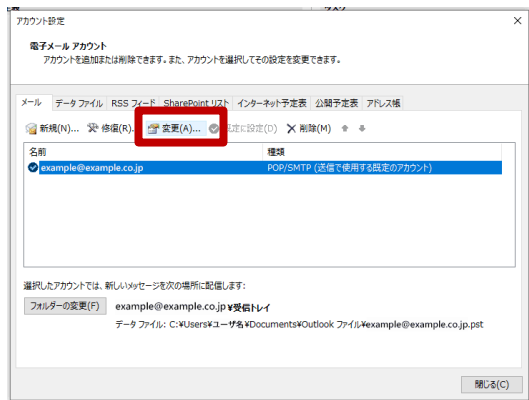 タスク
アカウント設定
電子メール アカウント
アカウントを追加または削除できます。また、アカウントを選択してその設定を変更できます。
メール データ ファイル RSS フィード SharePoint リスト インターネット予定表 公開予定表 アドレス帳
新規(N)... 修復(R)... 変更(A)... 既定に設定(D) 削除(M)
名前 種類
example@example.co.jp POP/SMTP (送信で使用する既定のアカウント)
選択したアカウントでは、新しいメッセージを次の場所に配信します:
フォルダーの変更(F) example@example.co.jp ¥受信トレイ
データ ファイル: C:¥Users¥ユーザ名¥Documents¥Outlook ファイル¥example@example.co.jp.pst
閉じる(C)